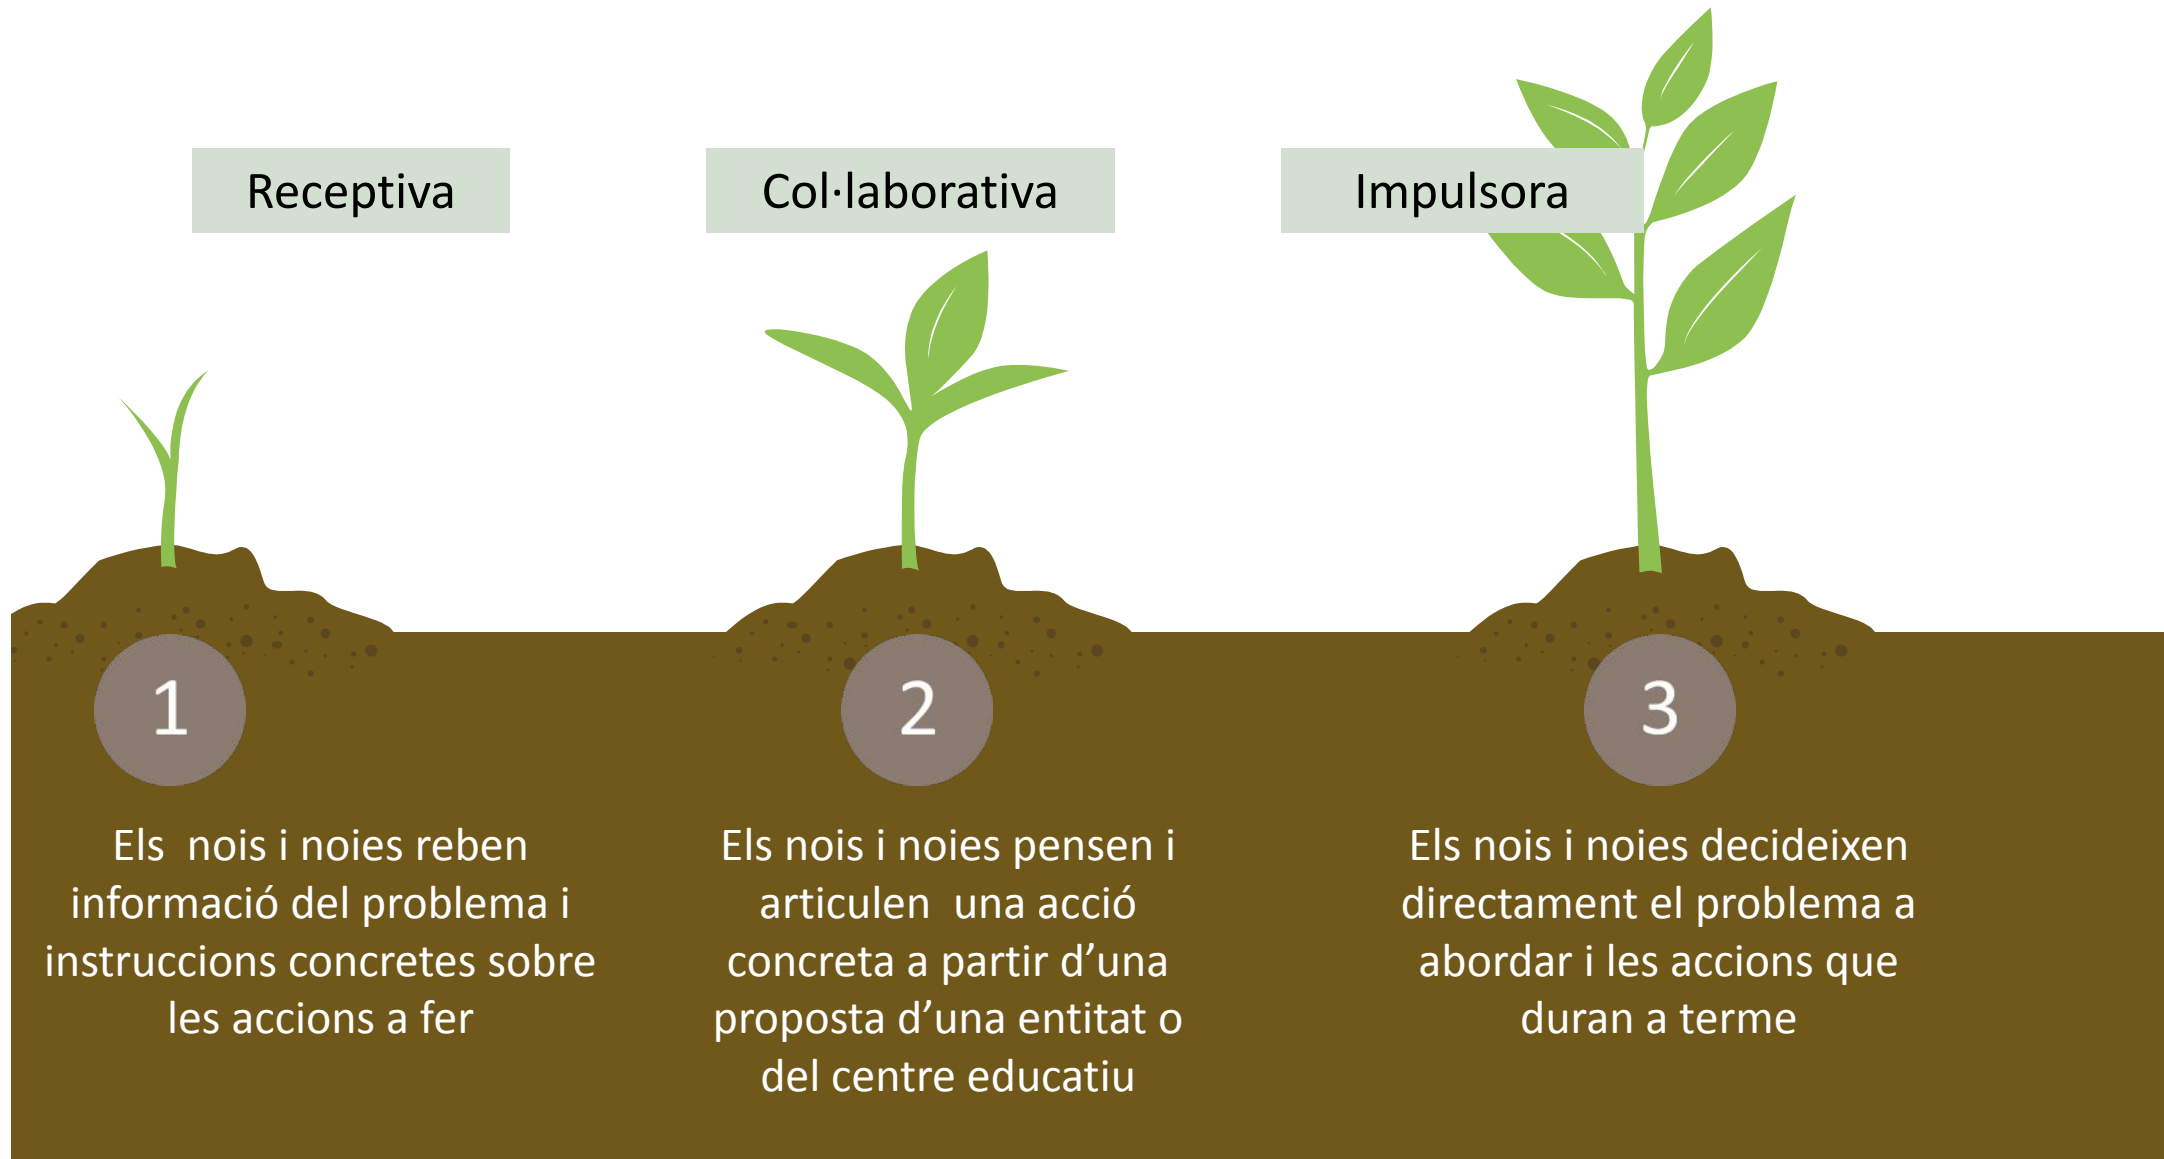 Receptiva
Col·laborativa
Impulsora
1
Els  nois i noies reben
informació del problema i
instruccions concretes sobre
les accions a fer
2
Els nois i noies pensen i
articulen  una acció
concreta a partir d’una
proposta d’una entitat o
del centre educatiu
3
Els nois i noies decideixen
directament el problema a
abordar i les accions que
duran a terme